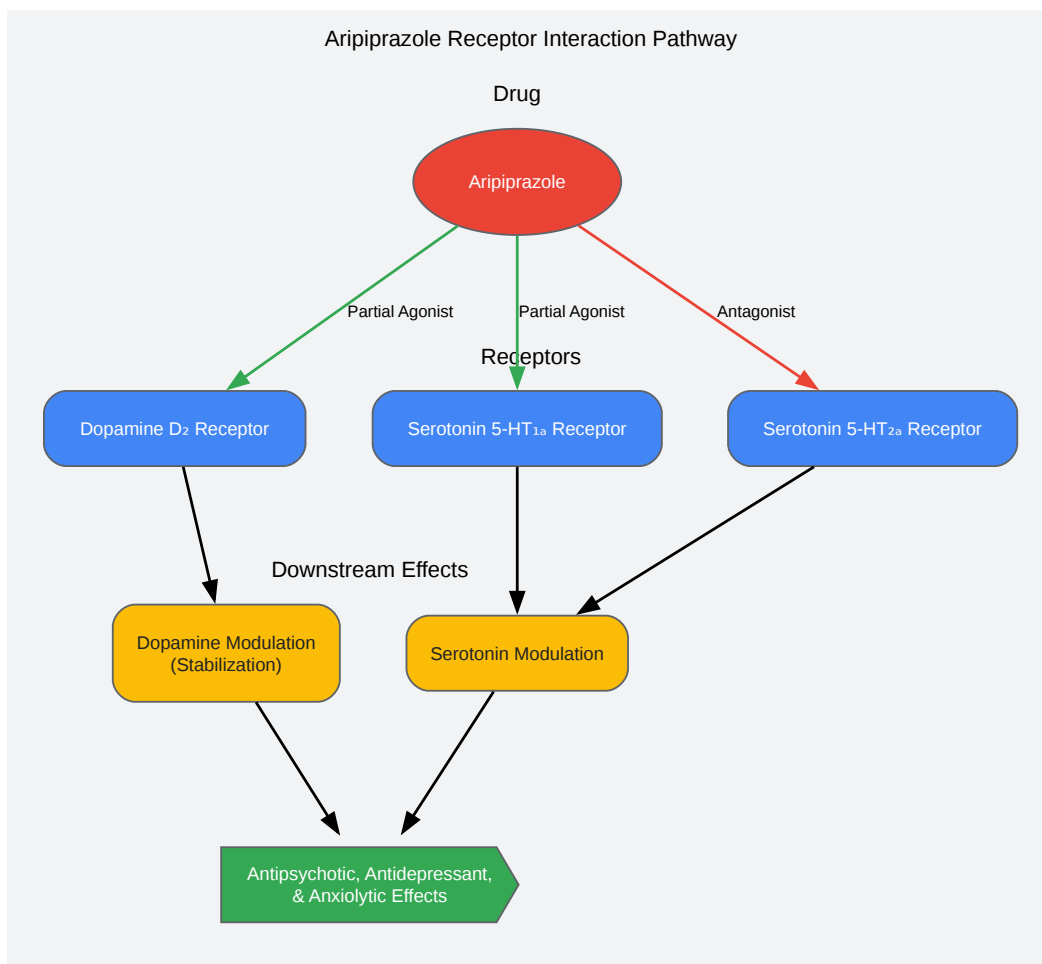 Aripiprazole Receptor Interaction Pathway
Drug
Aripiprazole
Partial Agonist
Partial Agonist
Antagonist
Receptors
Dopamine D₂ Receptor
Serotonin 5-HT₁ₐ Receptor
Serotonin 5-HT₂ₐ Receptor
Downstream Effects
Dopamine Modulation
(Stabilization)
Serotonin Modulation
Antipsychotic, Antidepressant,
& Anxiolytic Effects